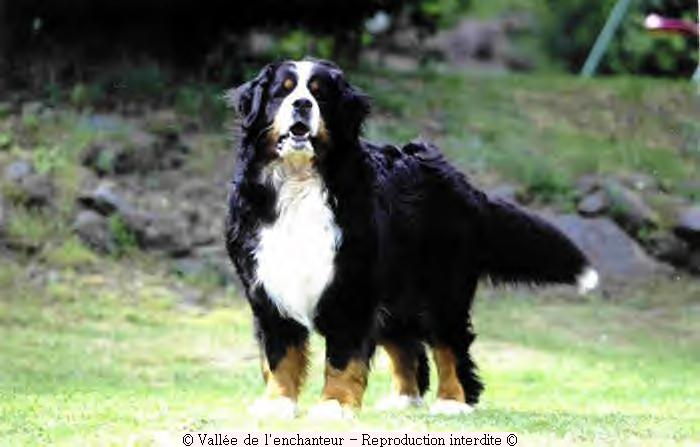 © Vallée de l'enchanteur – Reproduction interdite ©